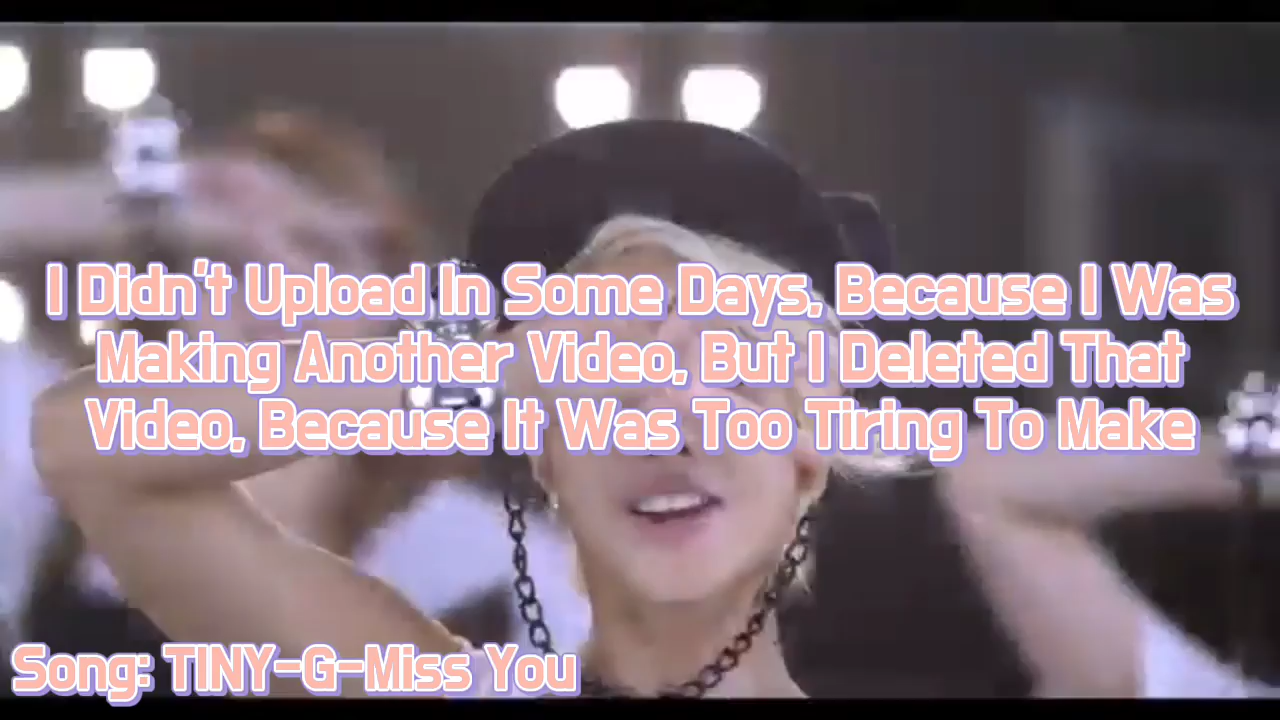 I Didn't Upload In Some Days, Because I Was
Making Another Video, But I Deleted That
Video, Because It Was Too Tiring To Make
Song: TINY-G-Miss You